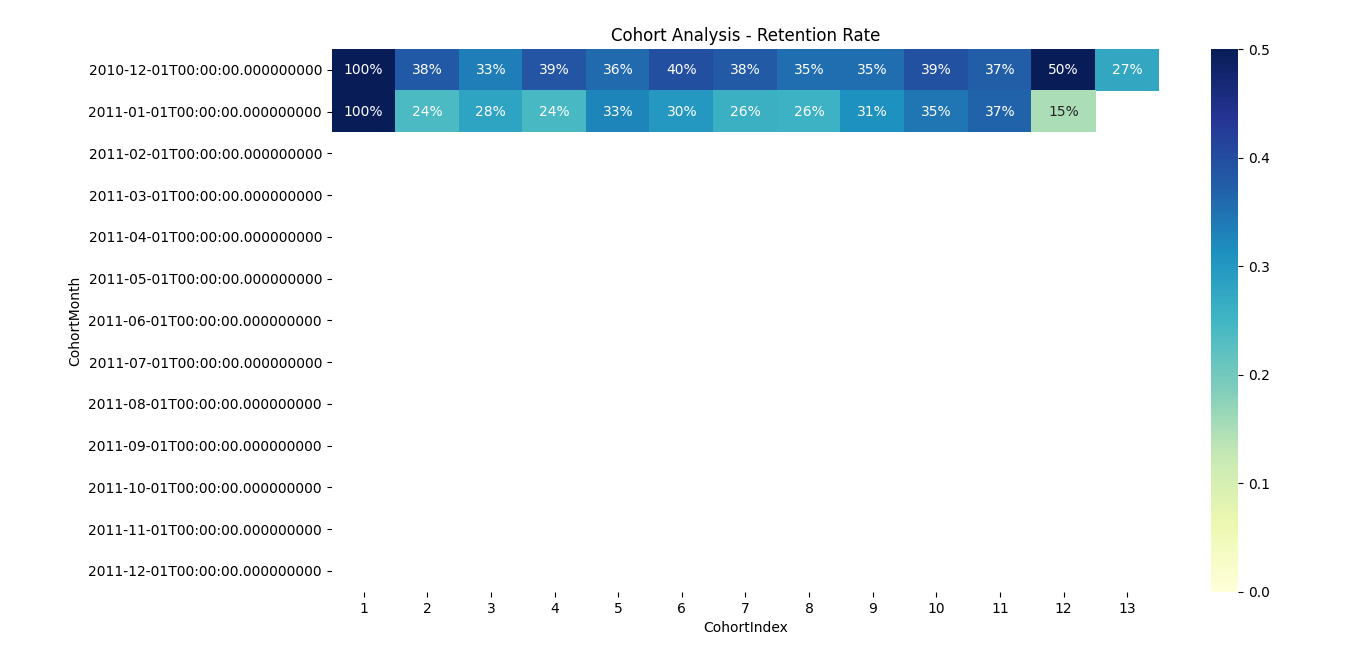 Cohort Analysis - Retention Rate
2010-12-01T00:00:00.000000000 100% 38% 33% 39% 36% 40% 38% 35% 35% 39% 37% 50% 27%
2011-01-01T00:00:00.000000000 100% 24% 28% 24% 33% 30% 26% 26% 31% 35% 37% 15%
2011-02-01T00:00:00.000000000
2011-03-01T00:00:00.000000000
2011-04-01T00:00:00.000000000
2011-05-01T00:00:00.000000000
2011-06-01T00:00:00.000000000
2011-07-01T00:00:00.000000000
2011-08-01T00:00:00.000000000
2011-09-01T00:00:00.000000000
2011-10-01T00:00:00.000000000
2011-11-01T00:00:00.000000000
2011-12-01T00:00:00.000000000
CohortMonth
1 2 3 4 5 6 7 8 9 10 11 12 13
CohortIndex
0.5
0.4
0.3
0.2
0.1
0.0